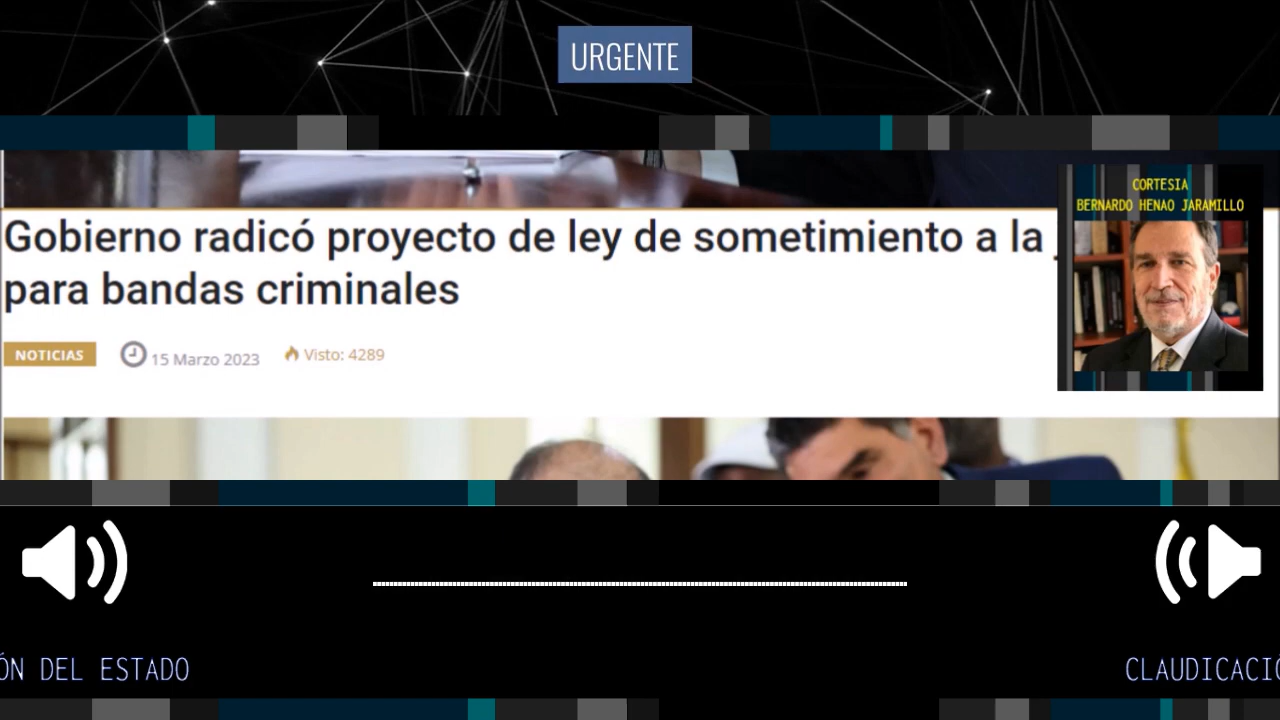 URGENTE
CORTESIA
BERNARDO HENAO JARAMILLO
Gobierno radicó proyecto de ley de sometimiento a la
para bandas criminales
NOTICIAS 15 Marzo 2023 Visto: 4289
ÓN DEL ESTADO
CLAUDICACIÓ